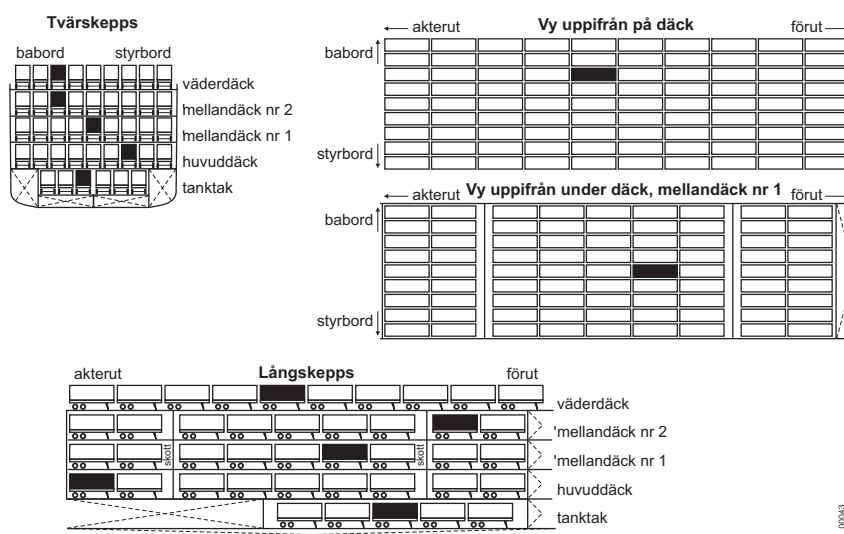 Tvärskepps
babord styrbord
väderdäck
mellandäck nr 2
mellandäck nr 1
huvuddäck
tanktak
akterut Vy uppifrån på däck förut
babord
styrbord
akterut Vy uppifrån under däck, mellandäck nr 1 förut
babord
styrbord
akterut Långskepps förut
väderdäck
'mellandäck nr 2
skott skott 'mellandäck nr 1
huvuddäck
tanktak
00043